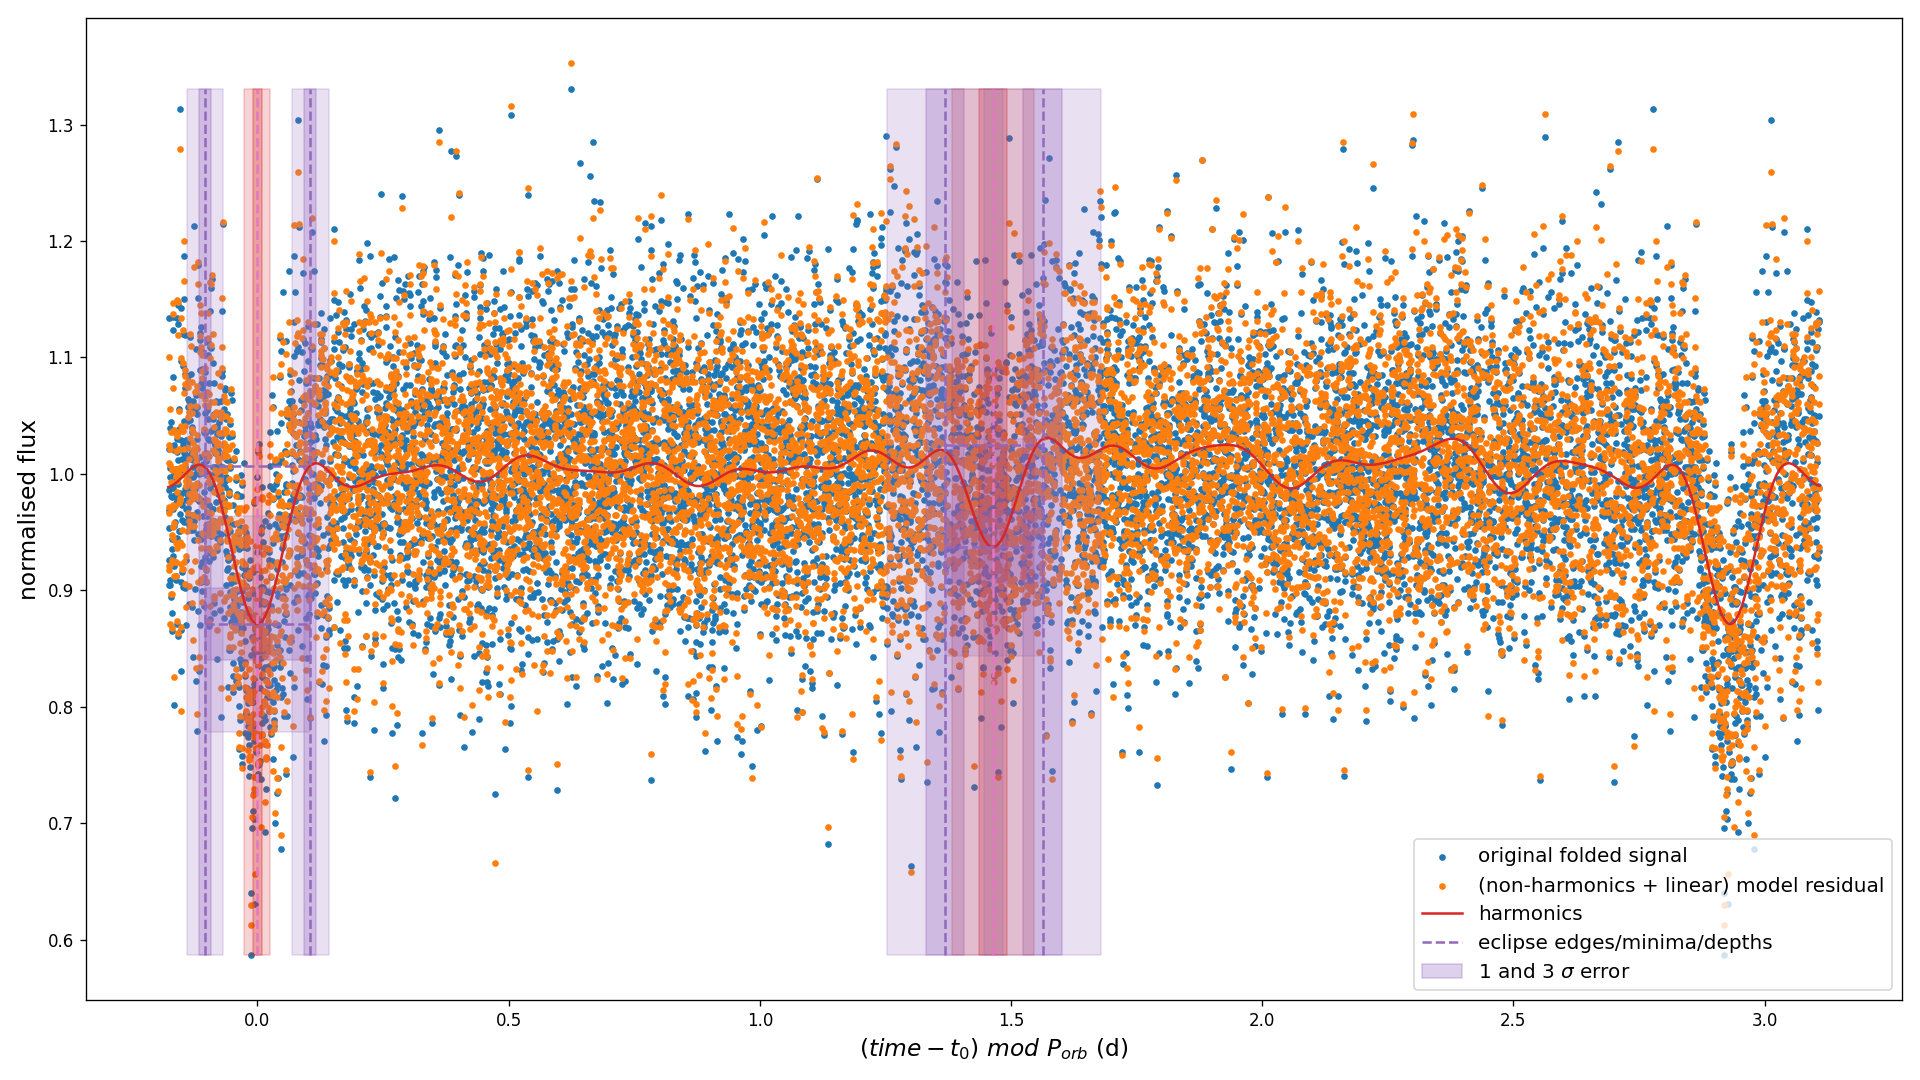 normalised flux
1.3
1.2
1.1
1.0
0.9
0.8
0.7
0.6
0.0 0.5 1.0 1.5 2.0 2.5 3.0
(time − t₀) mod Pₒᵣb (d)
original folded signal
(non-harmonics + linear) model residual
harmonics
eclipse edges/minima/depths
1 and 3 σ error